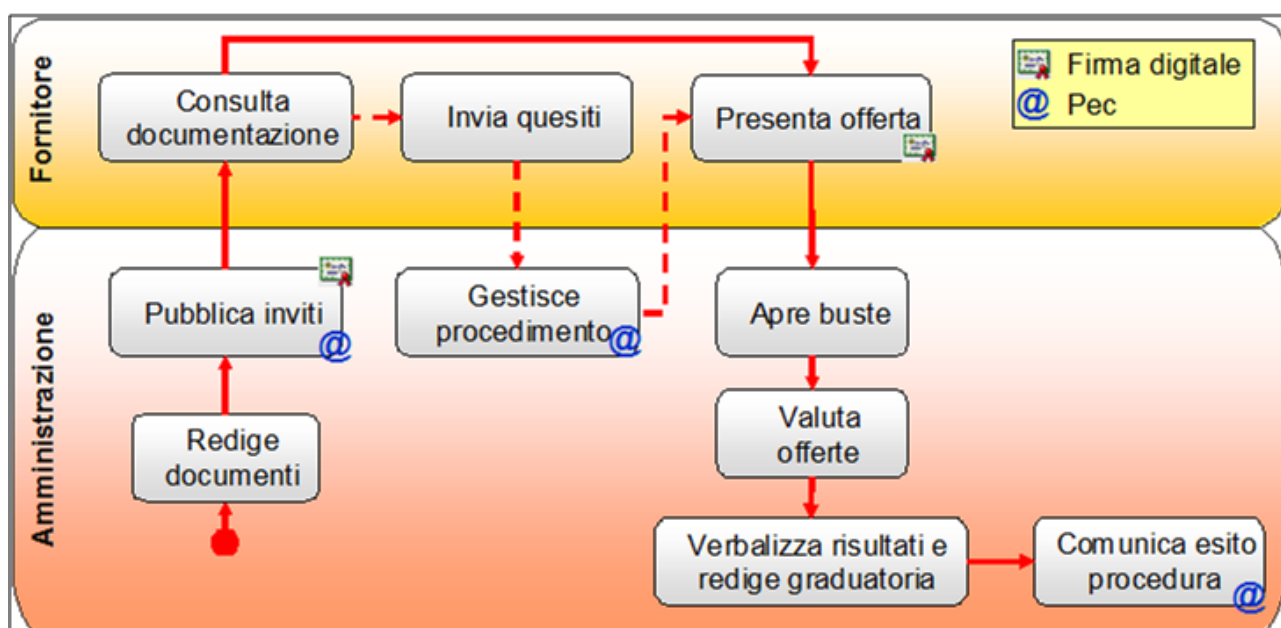 Fornitore
Consulta
documentazione
Invia quesiti
Presenta offerta
Firma digitale
@ Pec
Amministrazione
Pubblica inviti
@
Gestisce
procedimento
@
Apre buste
Redige
documenti
Valuta
offerte
Verbalizza risultati e
redige graduatoria
Comunica esito
procedura
@